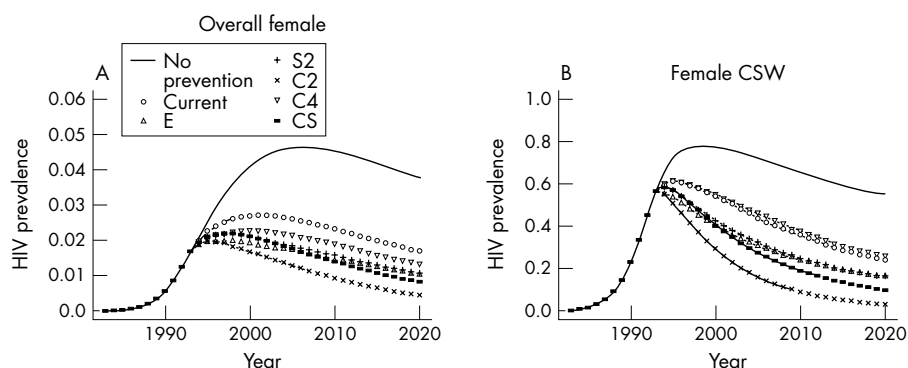 Overall female
A
No
prevention
Current
E
S2
C2
C4
CS
0.06
0.05
0.04
0.03
0.02
0.01
0.0
HIV prevalence
1990 2000 2010 2020
Year
B
Female CSW
1.0
0.8
0.6
0.4
0.2
0.0
HIV prevalence
1990 2000 2010 2020
Year